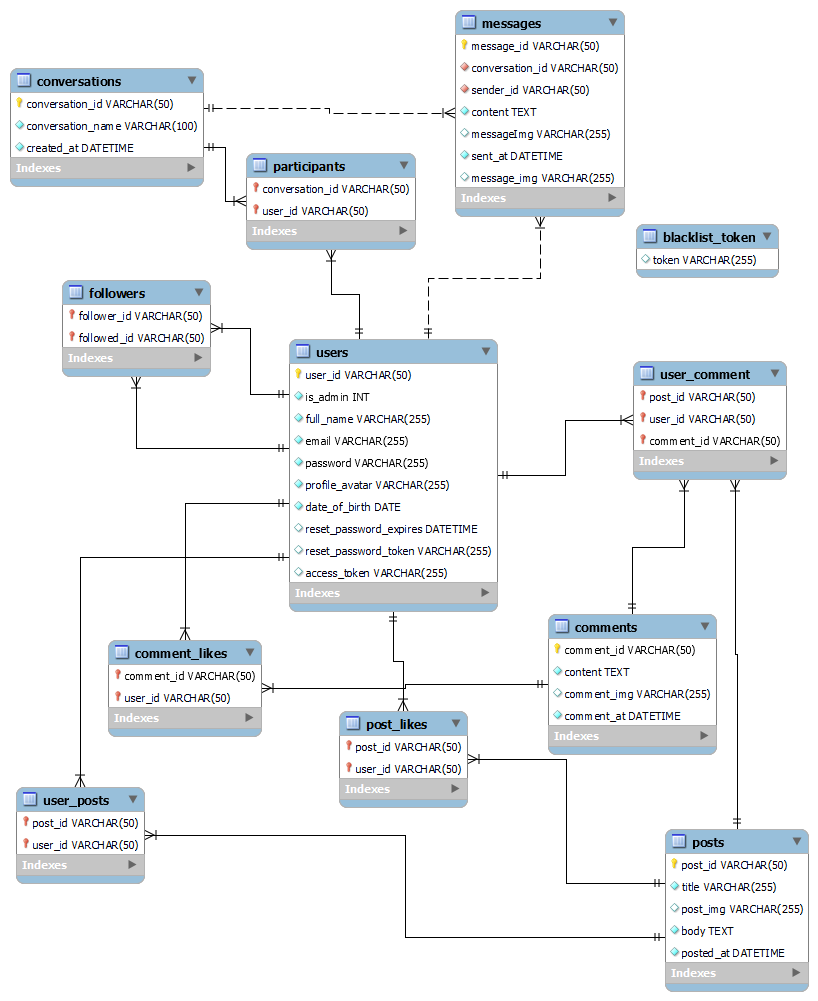 messages
message_id VARCHAR(50)
conversation_id VARCHAR(50)
sender_id VARCHAR(50)
content TEXT
messageImg VARCHAR(255)
sent_at DATETIME
message_img VARCHAR(255)
Indexes
conversations
conversation_id VARCHAR(50)
conversation_name VARCHAR(100)
created_at DATETIME
Indexes
participants
conversation_id VARCHAR(50)
user_id VARCHAR(50)
Indexes
blacklist_token
token VARCHAR(255)
followers
follower_id VARCHAR(50)
followed_id VARCHAR(50)
Indexes
users
user_id VARCHAR(50)
is_admin INT
full_name VARCHAR(255)
email VARCHAR(255)
password VARCHAR(255)
profile_avatar VARCHAR(255)
date_of_birth DATE
reset_password_expires DATETIME
reset_password_token VARCHAR(255)
access_token VARCHAR(255)
Indexes
user_comment
post_id VARCHAR(50)
user_id VARCHAR(50)
comment_id VARCHAR(50)
Indexes
comment_likes
comment_id VARCHAR(50)
user_id VARCHAR(50)
Indexes
comments
comment_id VARCHAR(50)
content TEXT
comment_img VARCHAR(255)
comment_at DATETIME
Indexes
post_likes
post_id VARCHAR(50)
user_id VARCHAR(50)
Indexes
user_posts
post_id VARCHAR(50)
user_id VARCHAR(50)
Indexes
posts
post_id VARCHAR(50)
title VARCHAR(255)
post_img VARCHAR(255)
body TEXT
posted_at DATETIME
Indexes